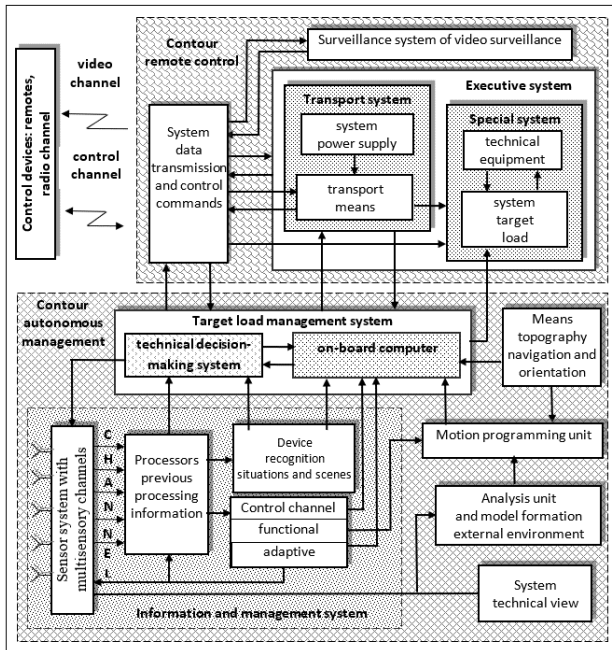 Contour
remote control
Surveillance system of video surveillance
Control devices: remotes,
radio channel
video
channel
control
channel
System
data
transmission
and control
commands
Executive system
Transport system
system
power supply
transport
means
Special system
technical
equipment
system
target
load
Contour
autonomous
management
Target load management system
technical decision-
making system
on-board computer
Means
topography
navigation and
orientation
Sensor system with
multisensory channels
CHANNEL
Processors
previous
processing
information
Device
recognition
situations and scenes
Control channel
functional
adaptive
Motion programming unit
Analysis unit
and model formation
external environment
System
technical view
Information and management system